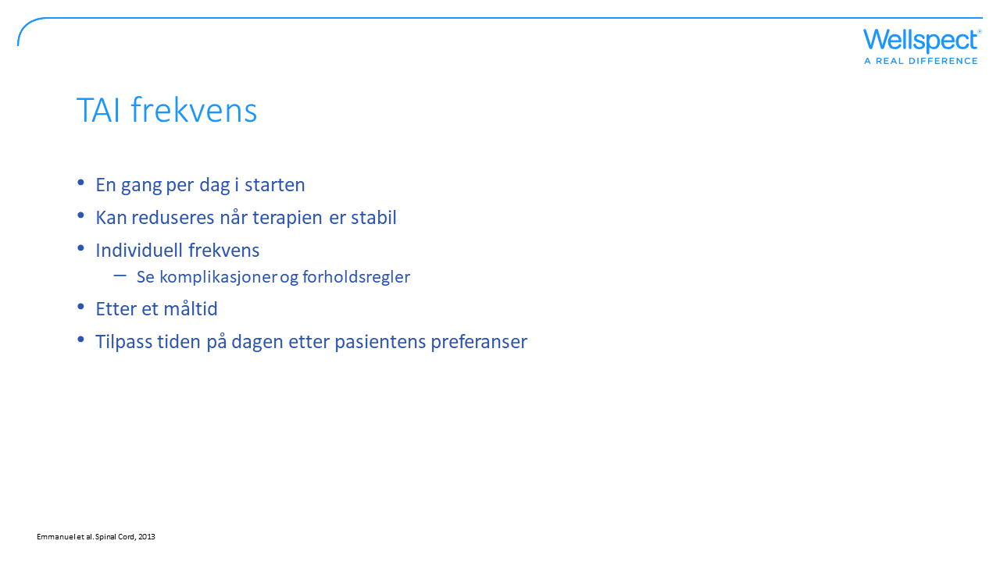 Wellspect®
A REAL DIFFERENCE
TAI frekvens
• En gang per dag i starten
• Kan reduseres når terapien er stabil
• Individuell frekvens
– Se komplikasjoner og forholdsregler
• Etter et måltid
• Tilpass tiden på dagen etter pasientens preferanser
Emmanuel et al. Spinal Cord, 2013